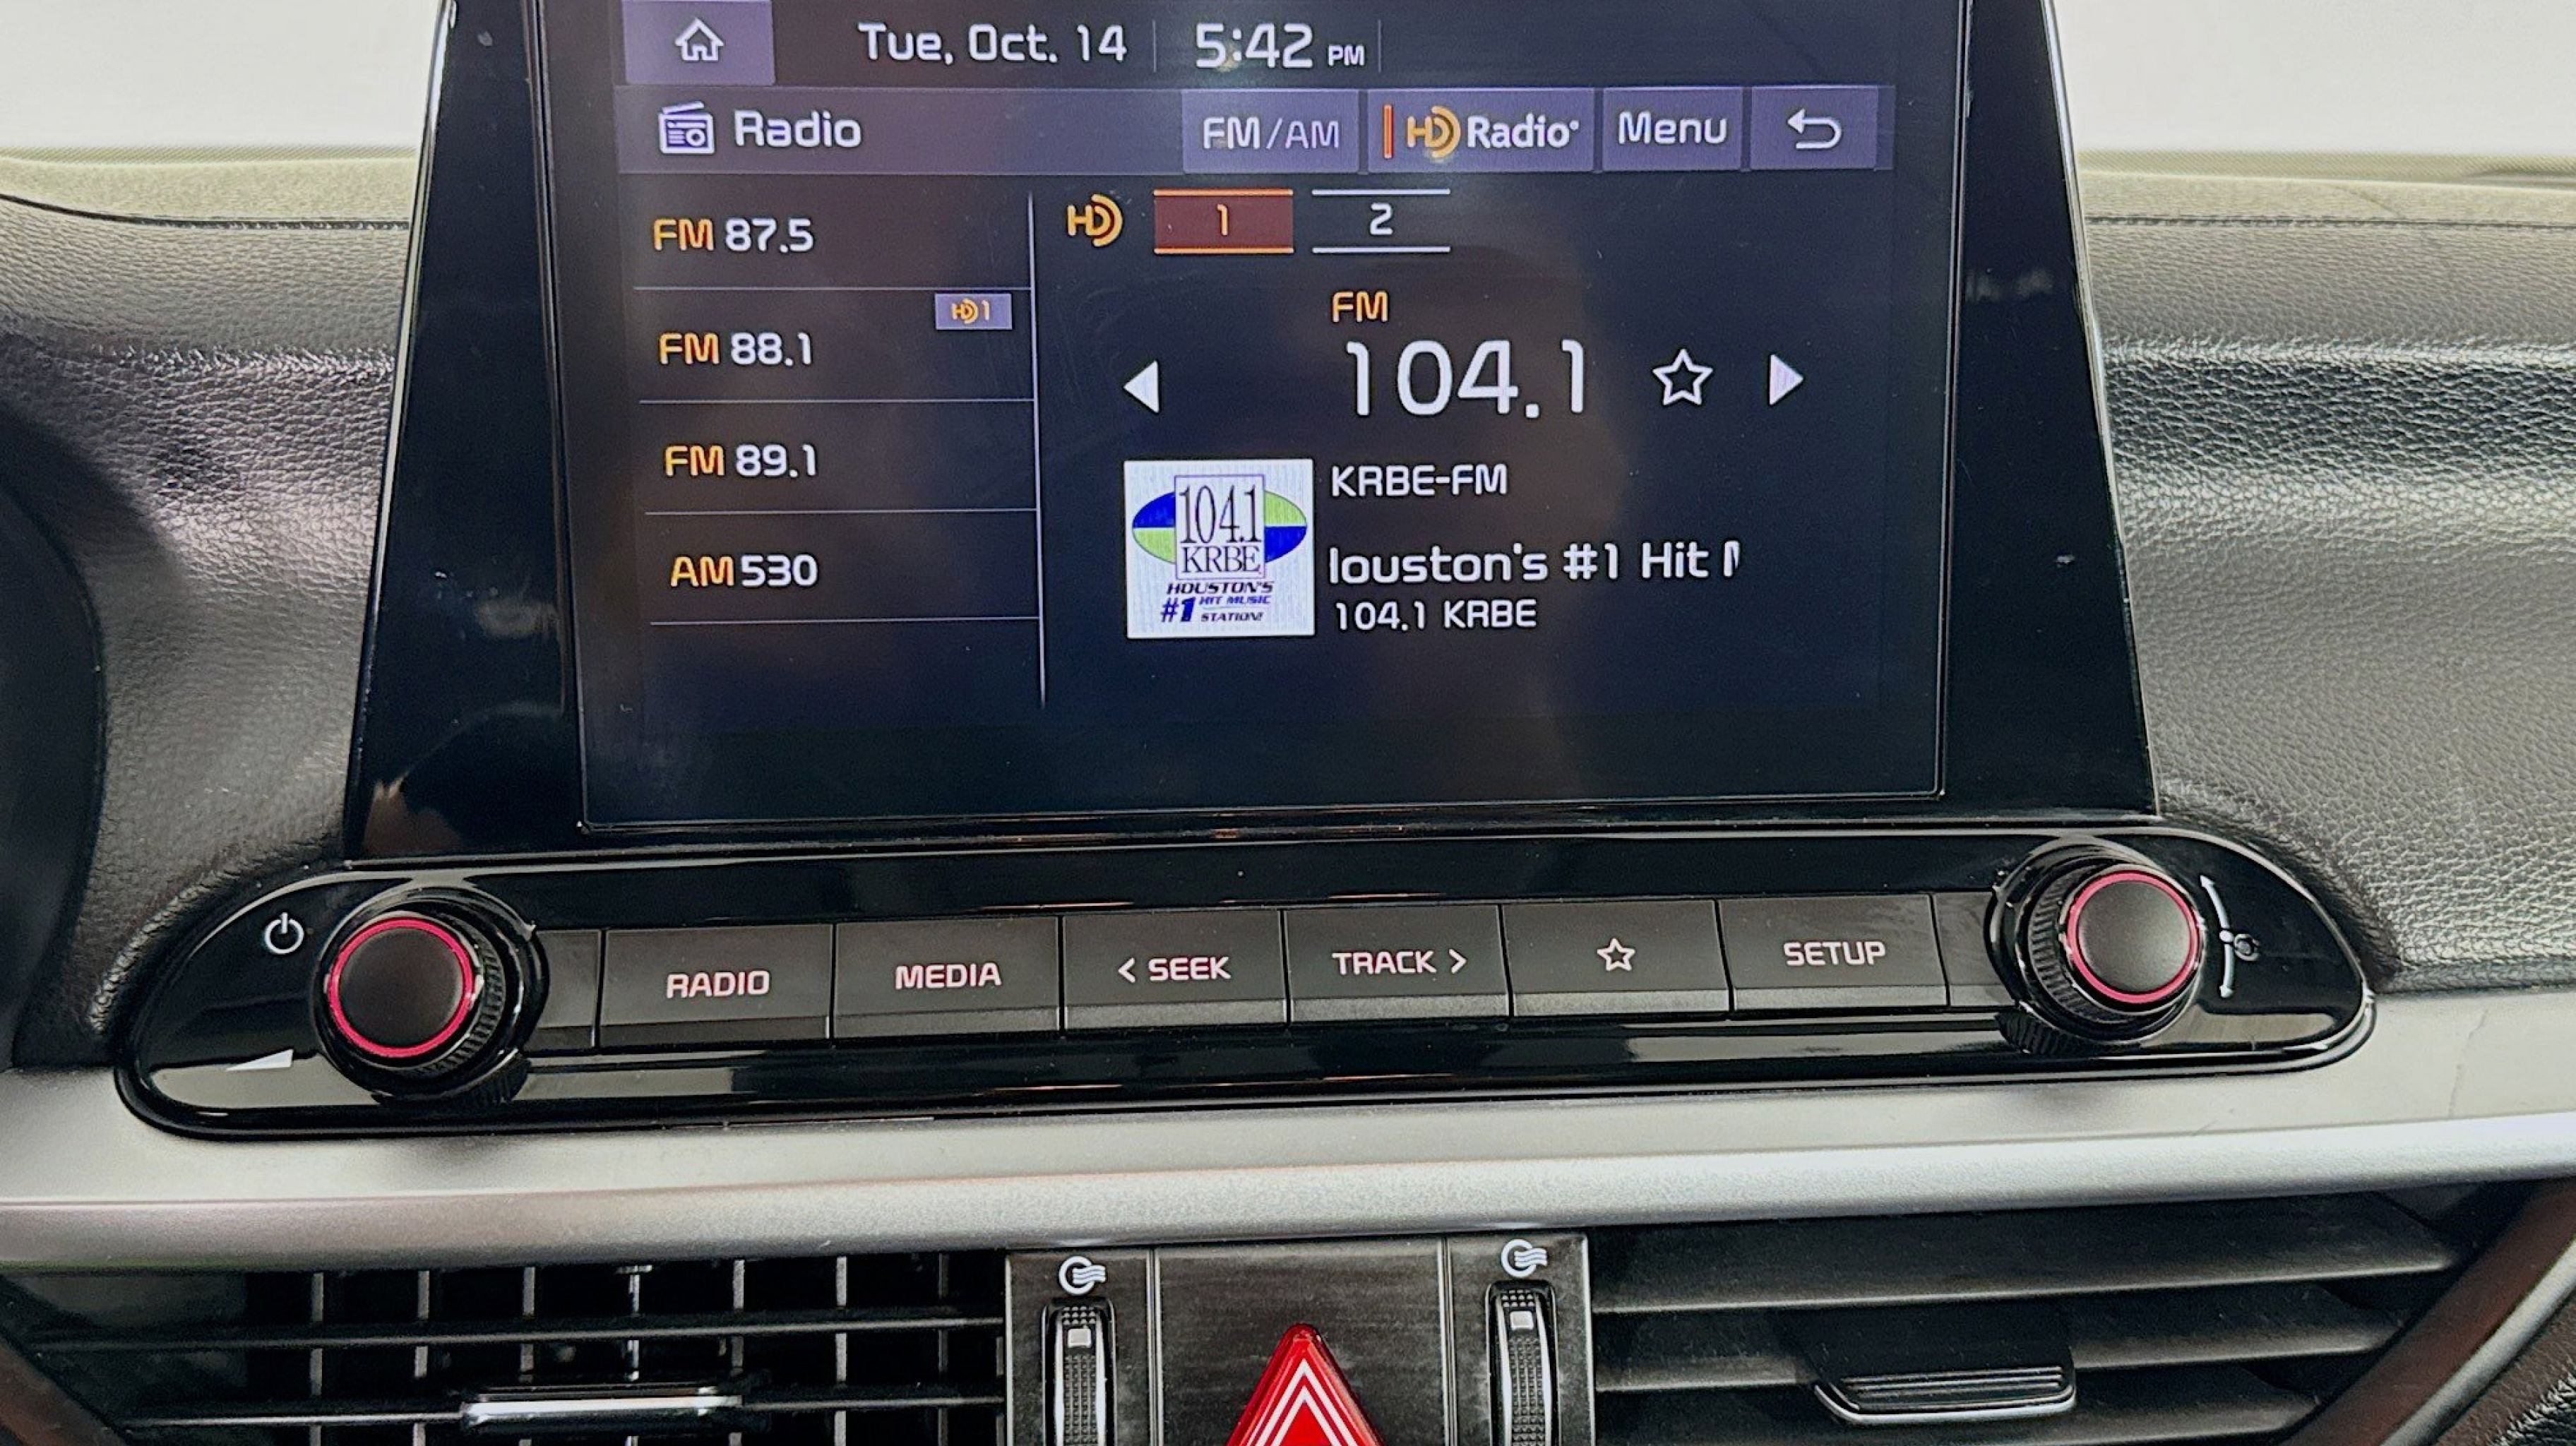 Tue, Oct. 14 5:42 PM
Radio FM/AM HD Radio Menu
FM 87.5
HD1
FM 88.1
FM 89.1
AM 530
HD 1 2
FM
104.1
KRBE-FM
louston's #1 Hit
104.1 KRBE
104.1
KRBE
HOUSTON'S
#1 HIT MUSIC
STATION!
RADIO MEDIA < SEEK TRACK > SETUP